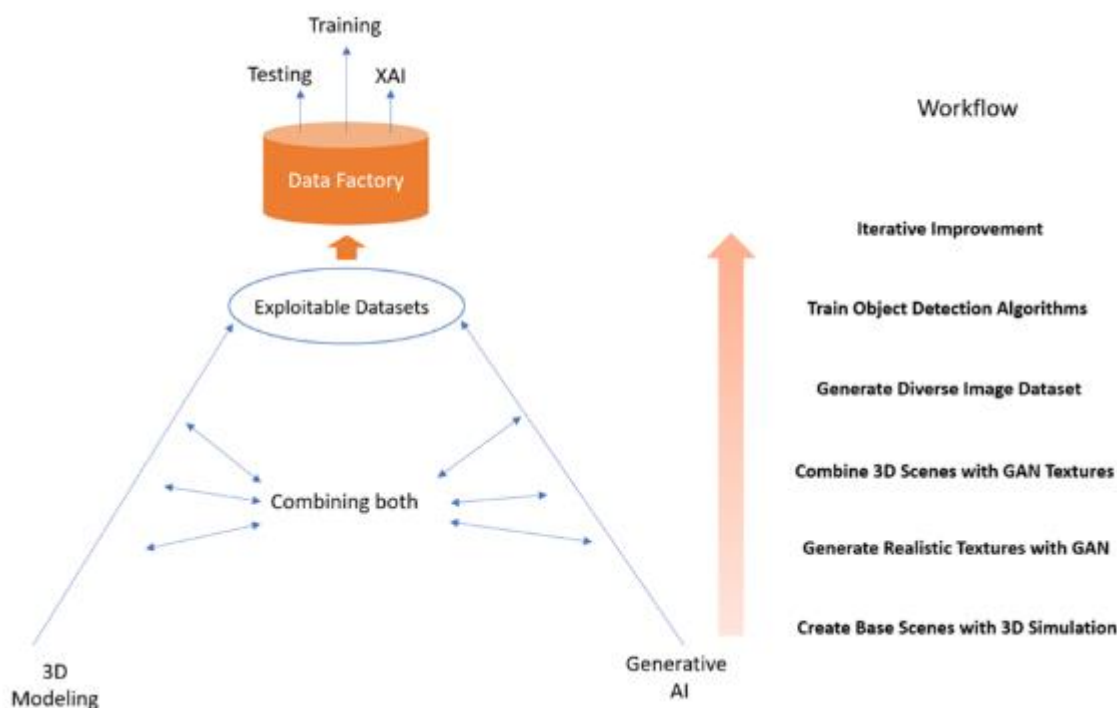 Training
Testing
XAI
Data Factory
Exploitable Datasets
Combining both
3D
Modeling
Generative
AI
Workflow
Iterative Improvement
Train Object Detection Algorithms
Generate Diverse Image Dataset
Combine 3D Scenes with GAN Textures
Generate Realistic Textures with GAN
Create Base Scenes with 3D Simulation